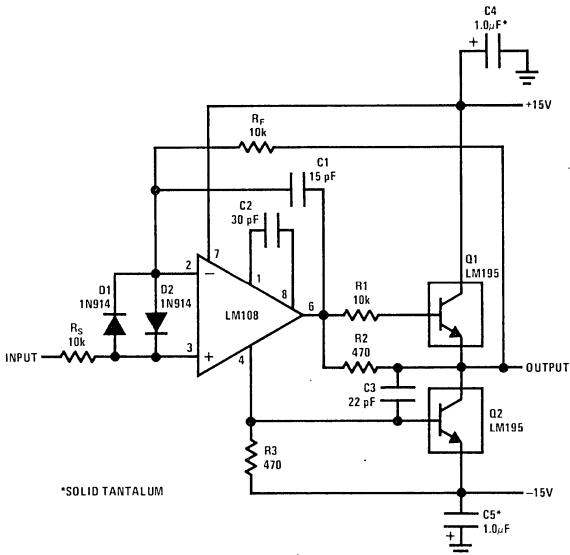 C4
1.0µF*
+
+15V
RF
10k
C1
15 pF
C2
30 pF
7
Q1
LM195
2
−
1
8
D1
1N914
D2
1N914
LM108
6
R1
10k
RS
10k
R2
470
INPUT
3
+
4
OUTPUT
C3
22 pF
Q2
LM195
R3
470
*SOLID TANTALUM
−15V
C5*
1.0µF
+